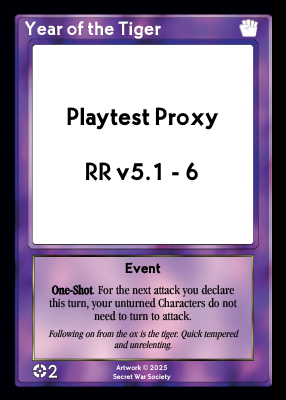 Year of the Tiger
Playtest Proxy
RR v5.1 - 6
Event
One-Shot. For the next attack you declare
this turn, your unturned Characters do not
need to turn to attack.
Following on from the ox is the tiger. Quick tempered
and unrelenting.
2
Artwork © 2025
Secret War Society